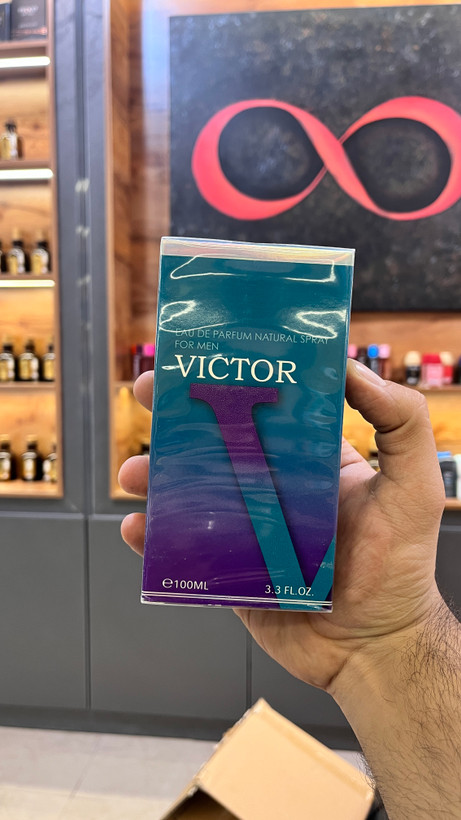 EAU DE PARFUM NATURAL SPRAY
FOR MEN
VICTOR
V
℮100ML
3.3 FL.OZ.